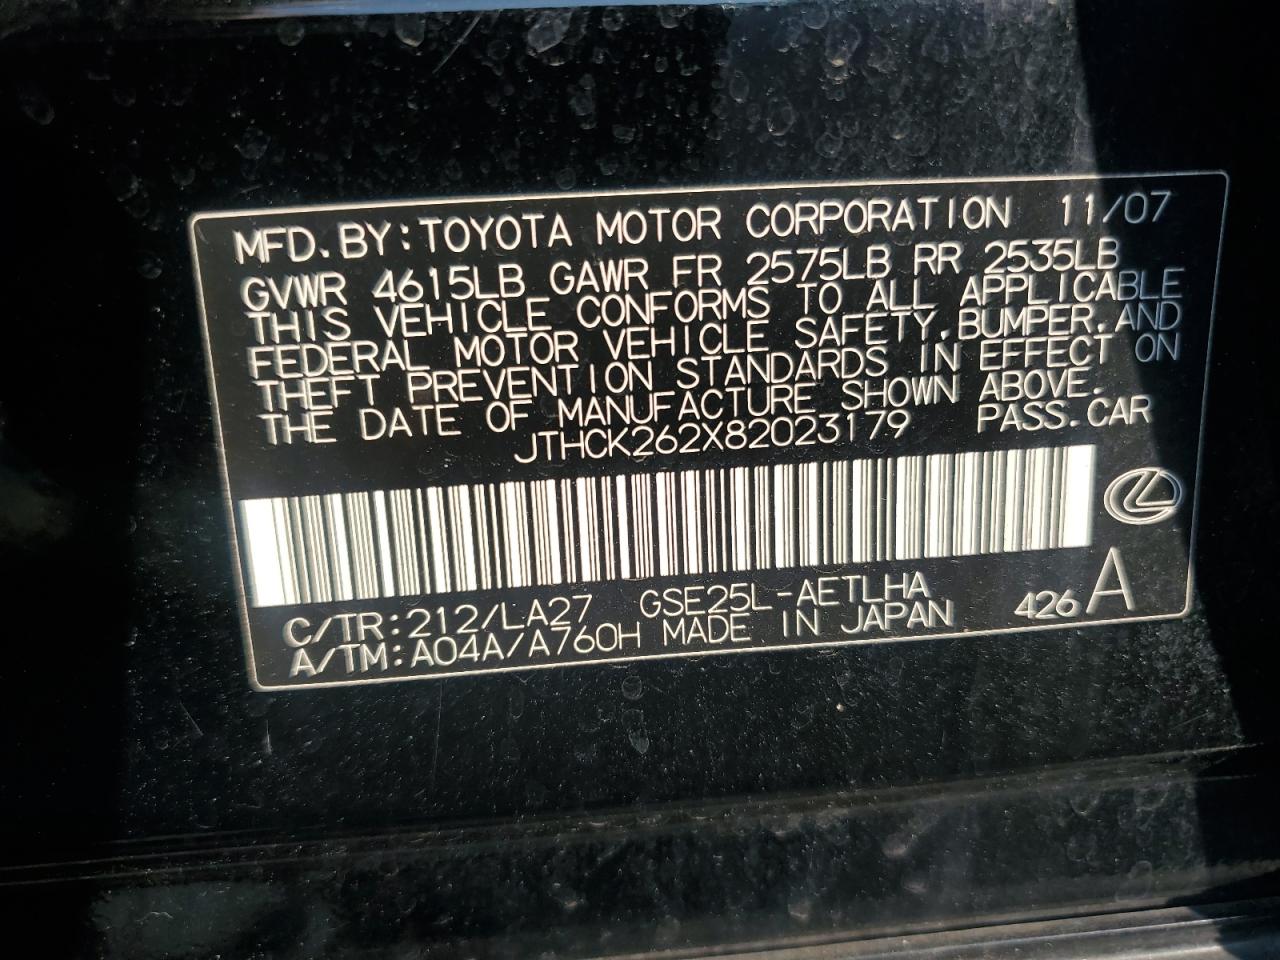 MFD.BY:TOYOTA MOTOR CORPORATION 11/07
GVWR 4615LB GAWR FR 2575LB RR 2535LB
THIS VEHICLE CONFORMS TO ALL APPLICABLE
FEDERAL MOTOR VEHICLE SAFETY,BUMPER,AND
THEFT PREVENTION STANDARDS IN EFFECT ON
THE DATE OF MANUFACTURE SHOWN ABOVE.
JTHCK262X82023179 PASS.CAR
C/TR:212/LA27 GSE25L-AETLHA
A/TM:A04A/A760H MADE IN JAPAN 426 A